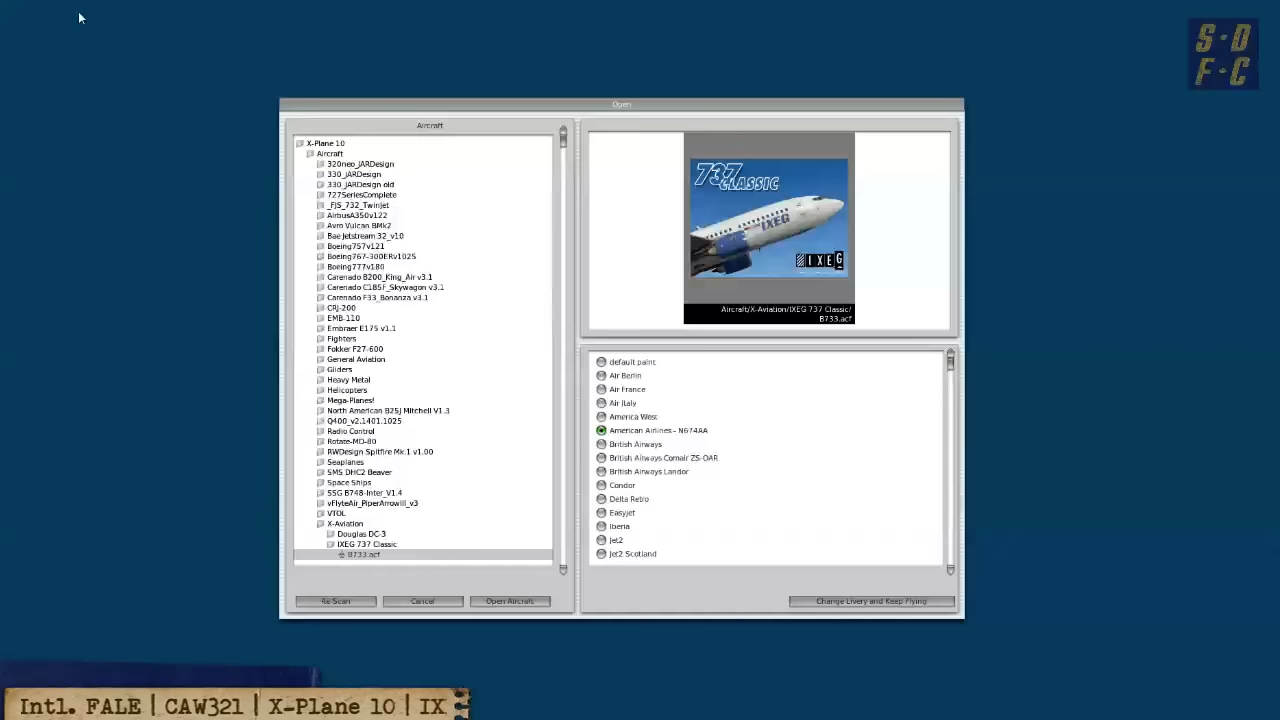 S·D
F·C
Open
Aircraft
X-Plane 10
Aircraft
320neo_JARDesign
330_JARDesign
330_JARDesign old
727SeriesComplete
_FJS_732_TwinJet
AirbusA350v122
Avro Vulcan BMk2
Bae Jetstream 32_v10
Boeing757v121
Boeing767-300ERv1025
Boeing777v180
Carenado B200_King_Air v3.1
Carenado C185F_Skywagon v3.1
Carenado F33_Bonanza v3.1
CRJ-200
EMB-110
Embraer E175 v1.1
Fighters
Fokker F27-600
General Aviation
Gliders
Heavy Metal
Helicopters
Mega-Planes!
North American B25J Mitchell V1.3
Q400_v2.1401.1025
Radio Control
Rotate-MD-80
RWDesign Spitfire Mk.1 v1.00
Seaplanes
SMS DHC2 Beaver
Space Ships
SSG B748-Inter_V1.4
vFlyteAir_PiperArrowIII_v3
VTOL
X-Aviation
Douglas DC-3
IXEG 737 Classic
B733.acf
Re-Scan
Cancel
Open Aircraft
737
CLASSIC
IXEG
IXEG
Aircraft/X-Aviation/IXEG 737 Classic/
B733.acf
default paint
Air Berlin
Air France
Air Italy
America West
American Airlines - N674AA
British Airways
British Airways Comair ZS-OAR
British Airways Landor
Condor
Delta Retro
Easyjet
Iberia
Jet2
Jet2 Scotland
Change Livery and Keep Flying
Intl. FALE | CAW321 | X-Plane 10 | IX